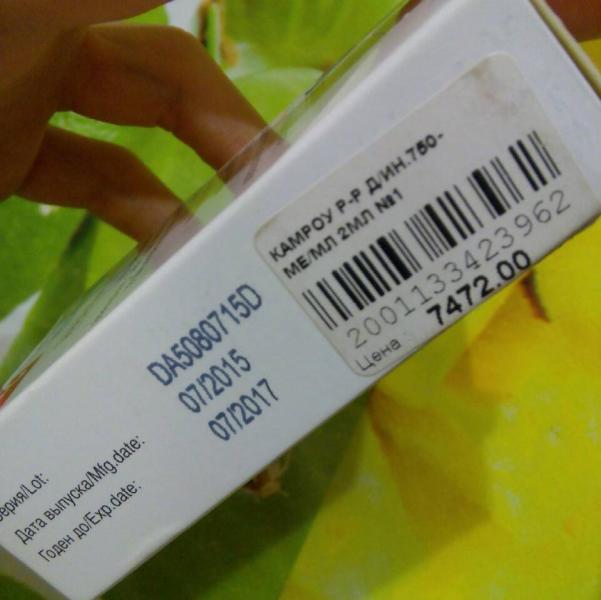 КАМРОУ Р-Р Д/ИН.750-
МЕ/МЛ 2МЛ №1
2001133423962
Цена: 7472.00
DA5080715D
07/2015
07/2017
серия/Lot:
Дата выпуска/Mfg.date:
Годен до/Exp.date: